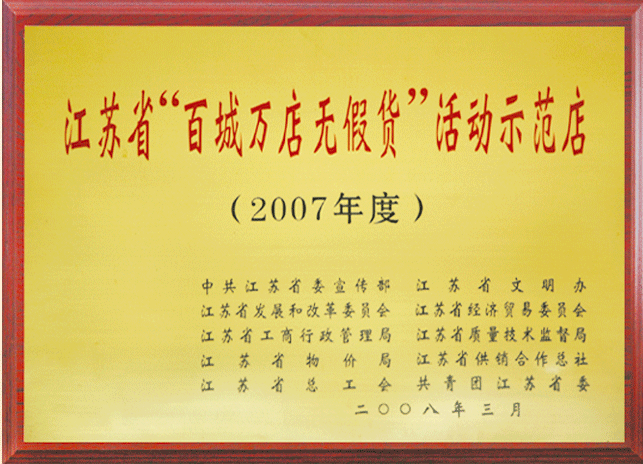 江苏省“百城万店无假货”活动示范店
（2007年度）
中共江苏省委宣传部 江苏省文明办
江苏省发展和改革委员会 江苏省经济贸易委员会
江苏省工商行政管理局 江苏省质量技术监督局
江苏省物价局 江苏省供销合作总社
江苏省总工会 共青团江苏省委
二〇〇八年三月